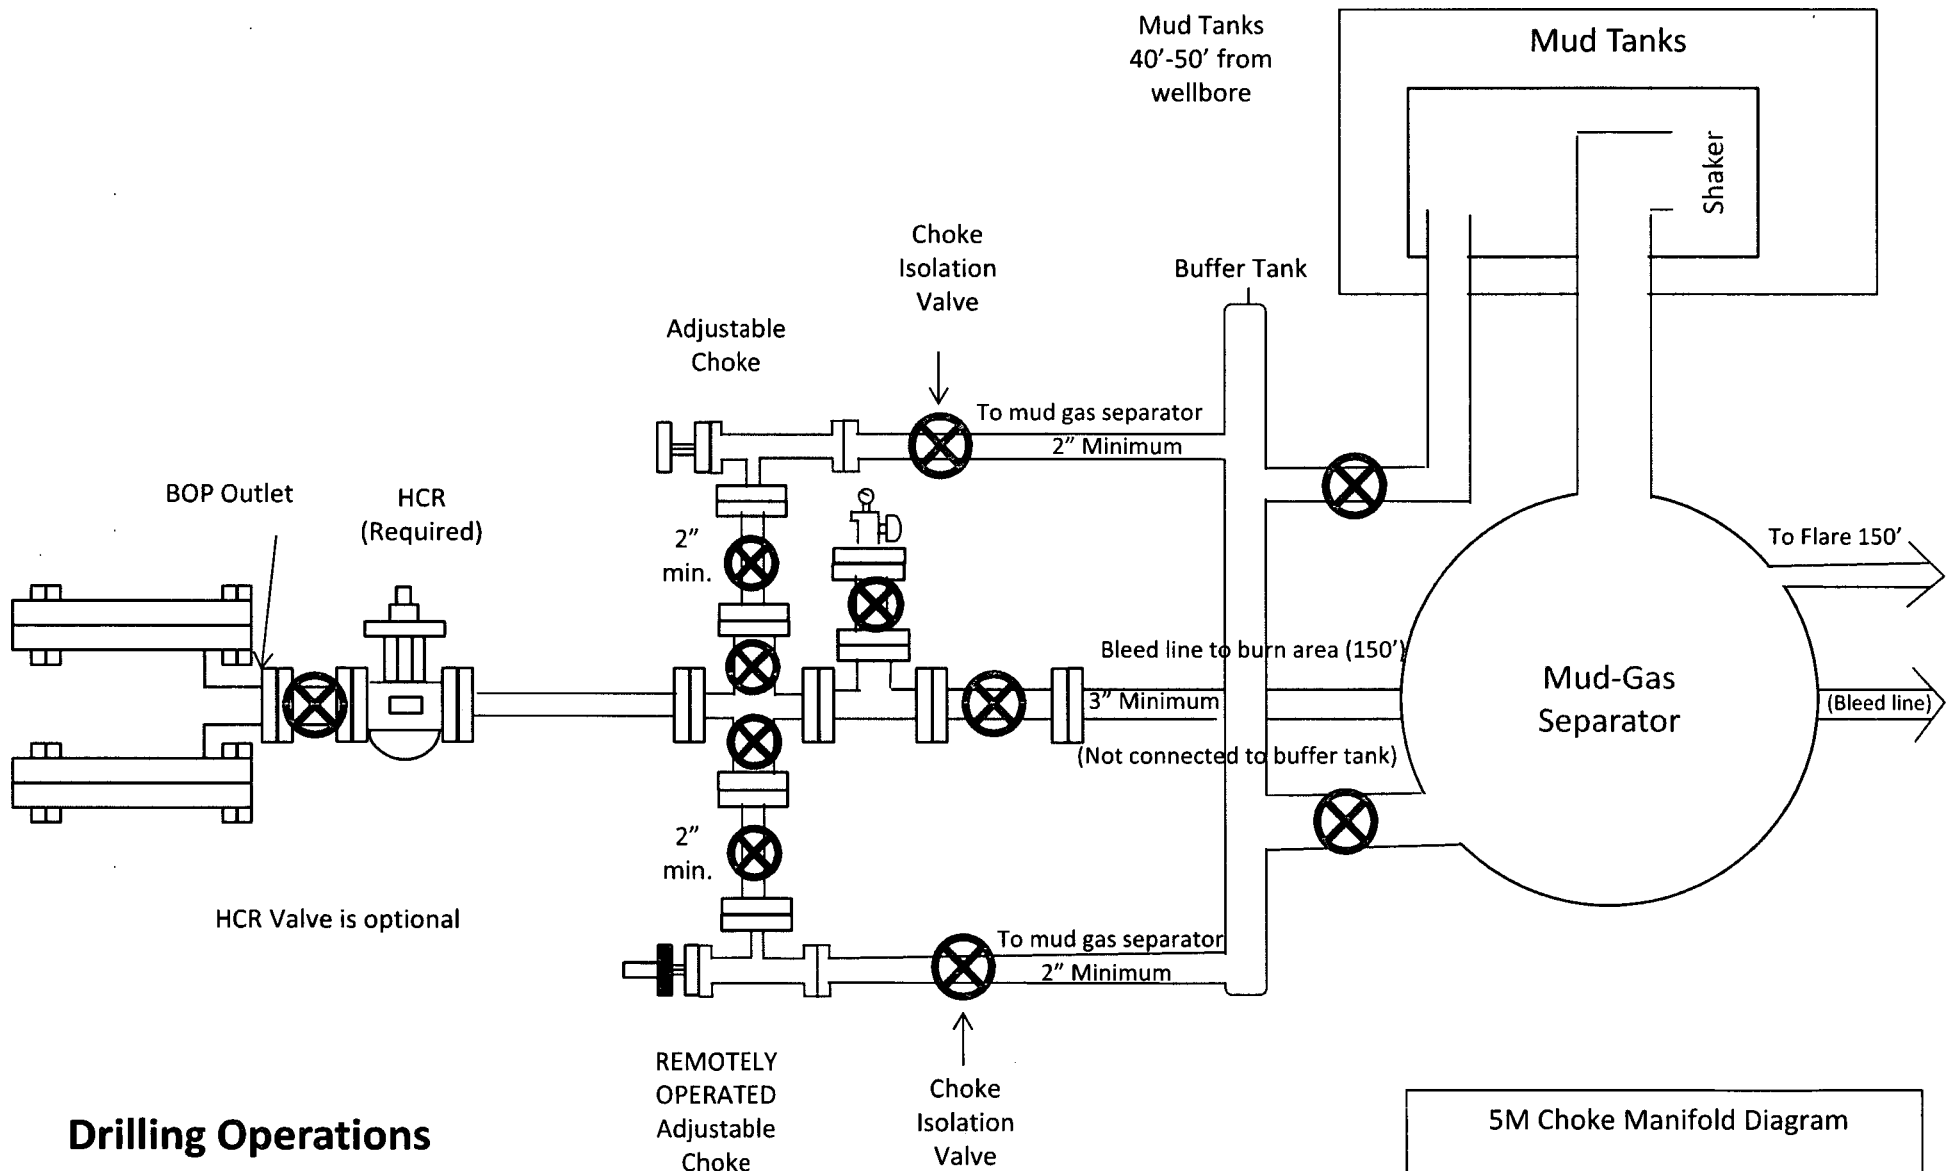 Mud Tanks
40’-50’ from
wellbore
Mud Tanks
Shaker
Choke
Isolation
Valve
Buffer Tank
Adjustable
Choke
To mud gas separator
2” Minimum
BOP Outlet
HCR
(Required)
2”
min.
To Flare 150’
Bleed line to burn area (150’)
3” Minimum
(Not connected to buffer tank)
Mud-Gas
Separator
(Bleed line)
2”
min.
HCR Valve is optional
To mud gas separator
2” Minimum
REMOTELY
OPERATED
Adjustable
Choke
Choke
Isolation
Valve
Drilling Operations
5M Choke Manifold Diagram